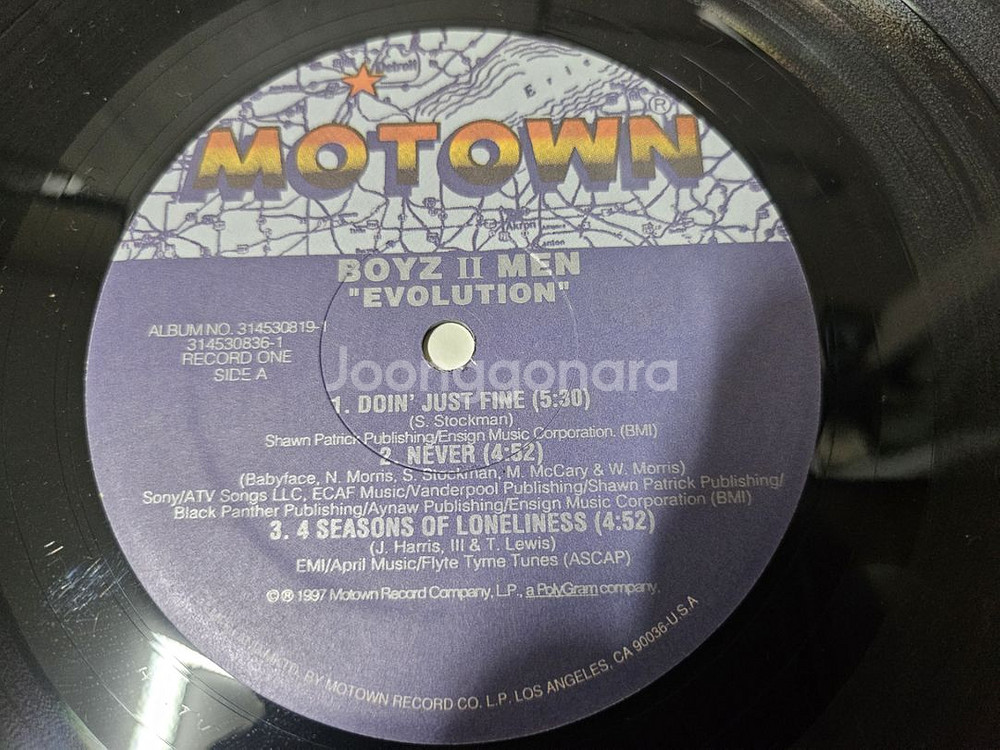 Detroit
ERIE
MOTOWN®
Akron
BOYZ II MEN
"EVOLUTION"
ALBUM NO. 314530819-1
314530836-1
RECORD ONE
SIDE A
Joonggonara
1. DOIN' JUST FINE (5:30)
(S. Stockman)
Shawn Patrick Publishing/Ensign Music Corporation. (BMI)
2. NEVER (4:52)
(Babyface, N. Morris, S. Stockman, M. McCary & W. Morris)
Sony/ATV Songs LLC, ECAF Music/Vanderpool Publishing/Shawn Patrick Publishing/
Black Panther Publishing/Aynaw Publishing/Ensign Music Corporation (BMI)
3. 4 SEASONS OF LONELINESS (4:52)
(J. Harris, III & T. Lewis)
EMI/April Music/Flyte Tyme Tunes (ASCAP)
©℗ 1997 Motown Record Company, L.P., a PolyGram company.
BY MOTOWN RECORD CO. L.P. LOS ANGELES, CA 90036-U.S.A